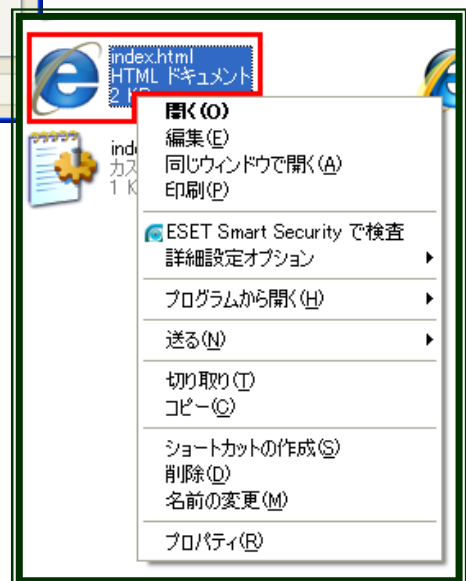 index.html
HTML ドキュメント
2 K
開く(O)
編集(E)
同じウィンドウで開く(A)
印刷(P)
ind
カス
1 K
ESET Smart Security で検査
詳細設定オプション
プログラムから開く(H)
送る(N)
切り取り(T)
コピー(C)
ショートカットの作成(S)
削除(D)
名前の変更(M)
プロパティ(R)